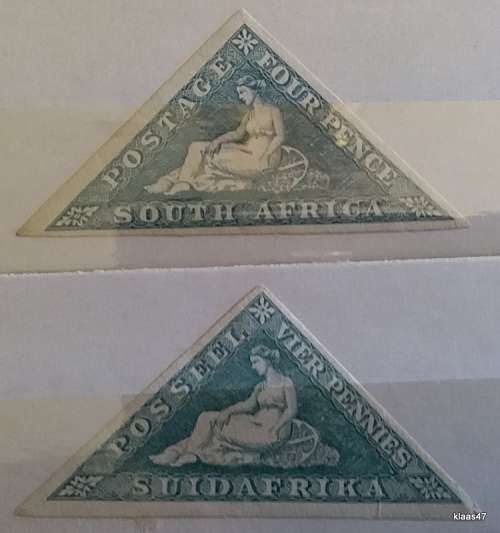 POSTAGE
FOUR PENCE
SOUTH AFRICA
POSSEEL
VIER PENNIES
SUIDAFRIKA
klaas47